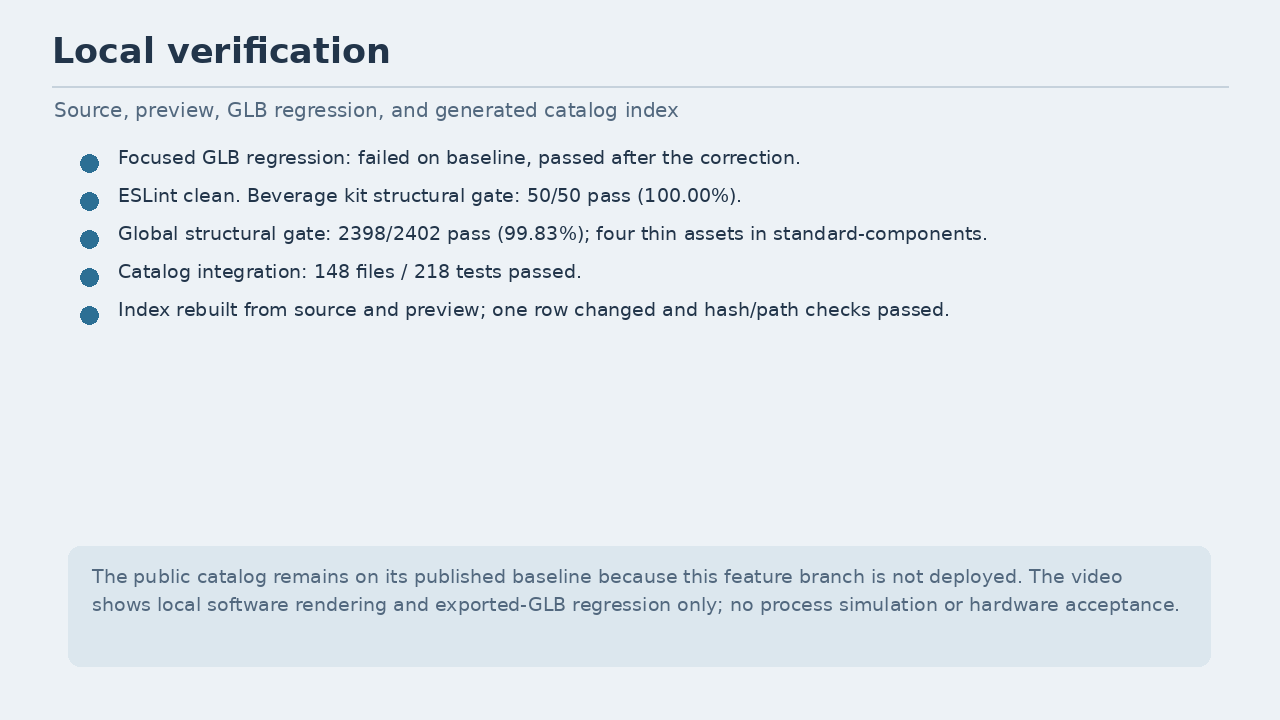 Local verification
Source, preview, GLB regression, and generated catalog index
Focused GLB regression: failed on baseline, passed after the correction.
ESLint clean. Beverage kit structural gate: 50/50 pass (100.00%).
Global structural gate: 2398/2402 pass (99.83%); four thin assets in standard-components.
Catalog integration: 148 files / 218 tests passed.
Index rebuilt from source and preview; one row changed and hash/path checks passed.
The public catalog remains on its published baseline because this feature branch is not deployed. The video
shows local software rendering and exported-GLB regression only; no process simulation or hardware acceptance.